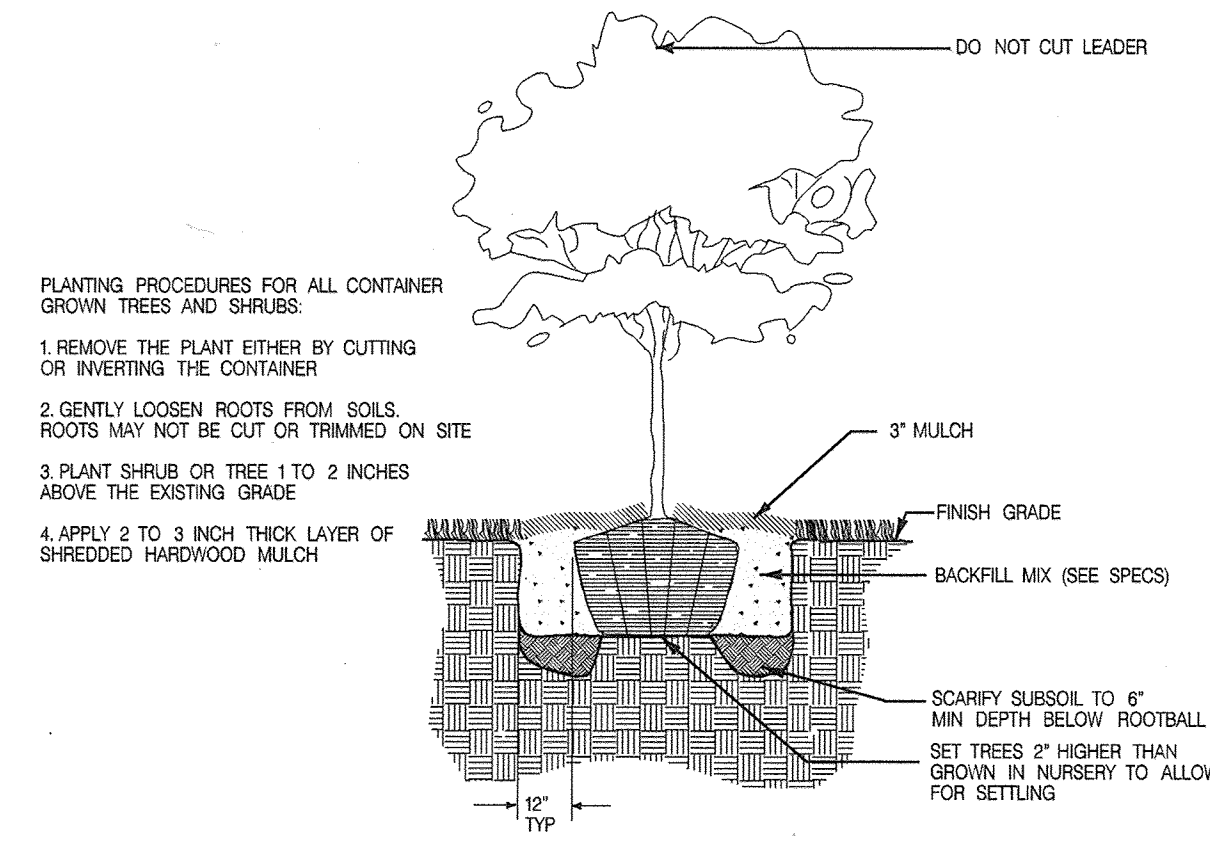 DO NOT CUT LEADER
PLANTING PROCEDURES FOR ALL CONTAINER
GROWN TREES AND SHRUBS:
1. REMOVE THE PLANT EITHER BY CUTTING
OR INVERTING THE CONTAINER
2. GENTLY LOOSEN ROOTS FROM SOILS.
ROOTS MAY NOT BE CUT OR TRIMMED ON SITE
3. PLANT SHRUB OR TREE 1 TO 2 INCHES
ABOVE THE EXISTING GRADE
4. APPLY 2 TO 3 INCH THICK LAYER OF
SHREDDED HARDWOOD MULCH
3" MULCH
FINISH GRADE
BACKFILL MIX (SEE SPECS)
SCARIFY SUBSOIL TO 6"
MIN DEPTH BELOW ROOTBALL
SET TREES 2" HIGHER THAN
GROWN IN NURSERY TO ALLOW
FOR SETTLING
12"
TYP